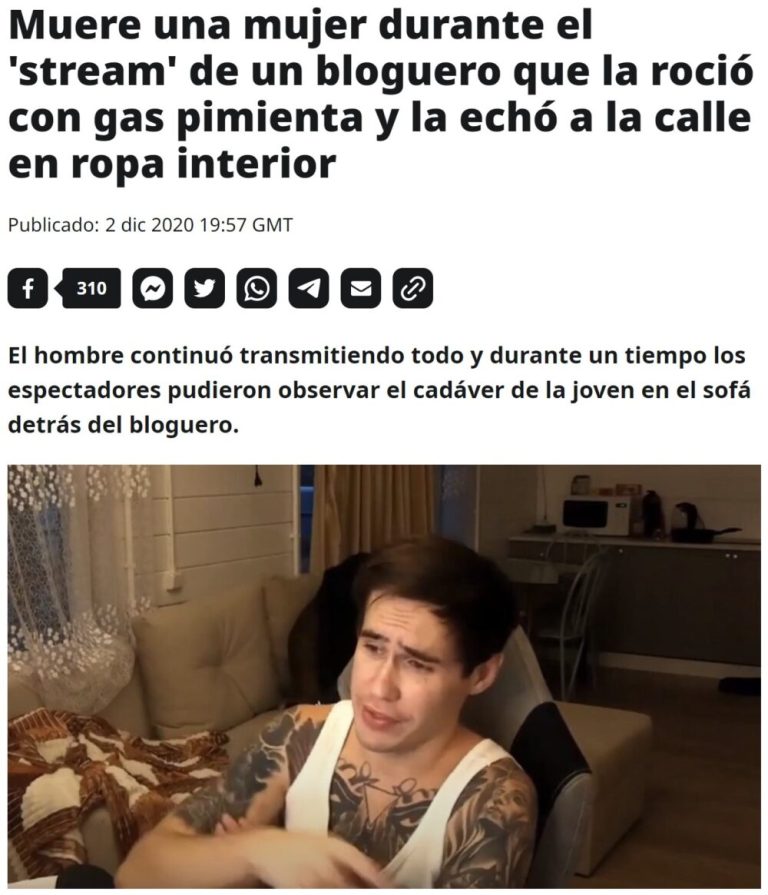 Muere una mujer durante el
'stream' de un bloguero que la roció
con gas pimienta y la echó a la calle
en ropa interior
Publicado: 2 dic 2020 19:57 GMT
310
El hombre continuó transmitiendo todo y durante un tiempo los
espectadores pudieron observar el cadáver de la joven en el sofá
detrás del bloguero.